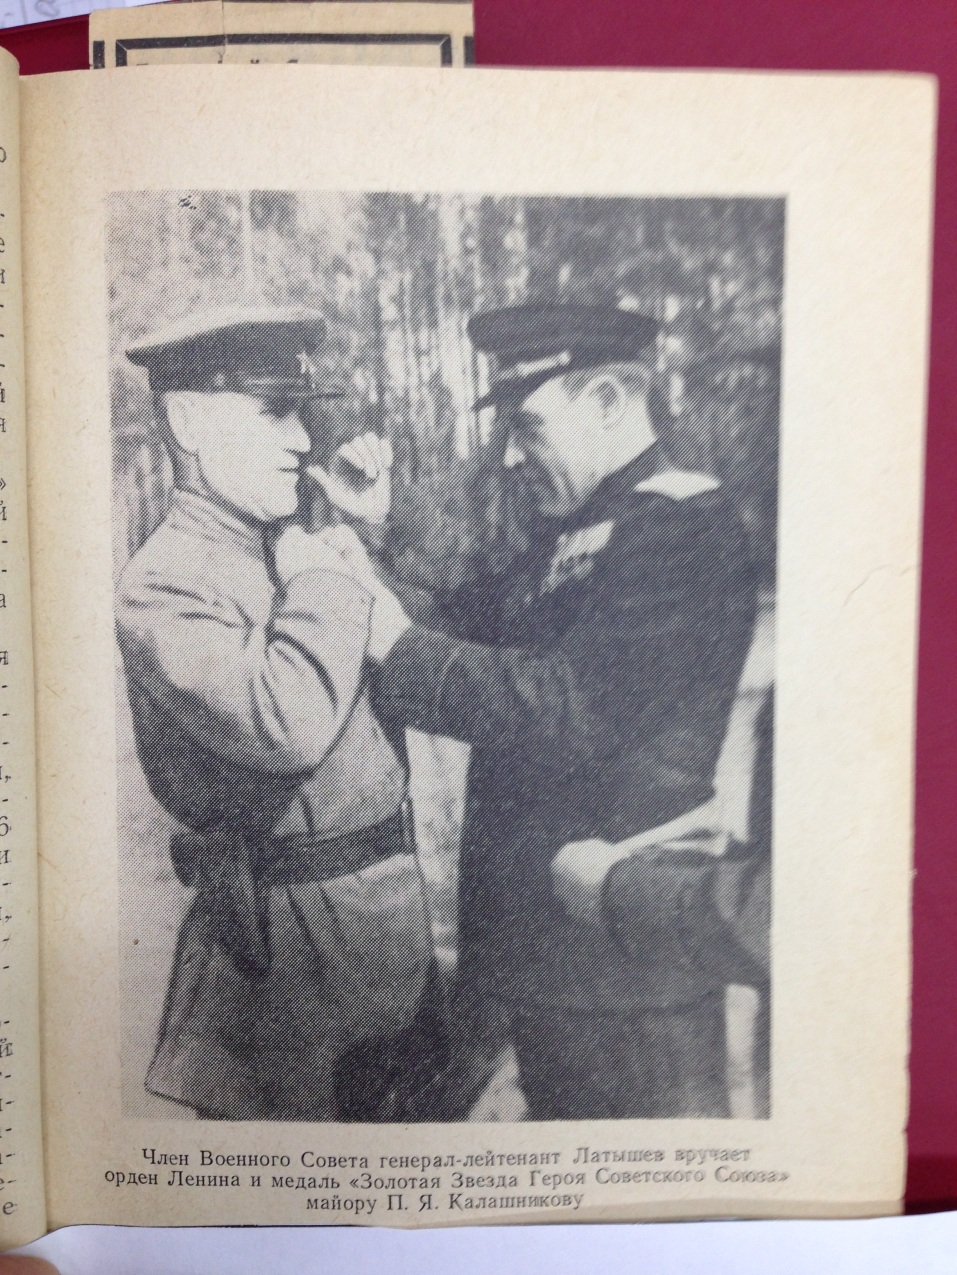 Член Военного Совета генерал-лейтенант Латышев вручает
орден Ленина и медаль «Золотая Звезда Героя Советского Союза»
майору П. Я. Калашникову